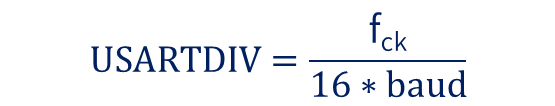 USARTDIV = f_ck / (16 * baud)